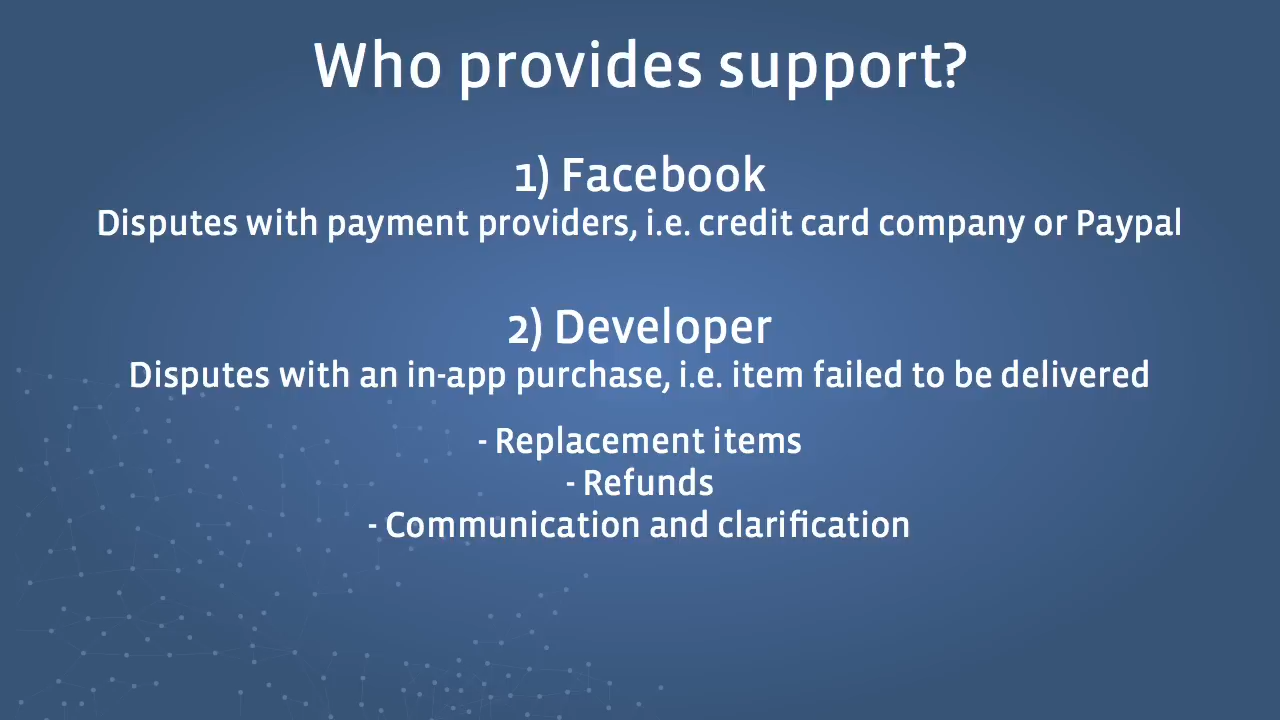 Who provides support?
1) Facebook
Disputes with payment providers, i.e. credit card company or Paypal
2) Developer
Disputes with an in-app purchase, i.e. item failed to be delivered
- Replacement items
- Refunds
- Communication and clarification